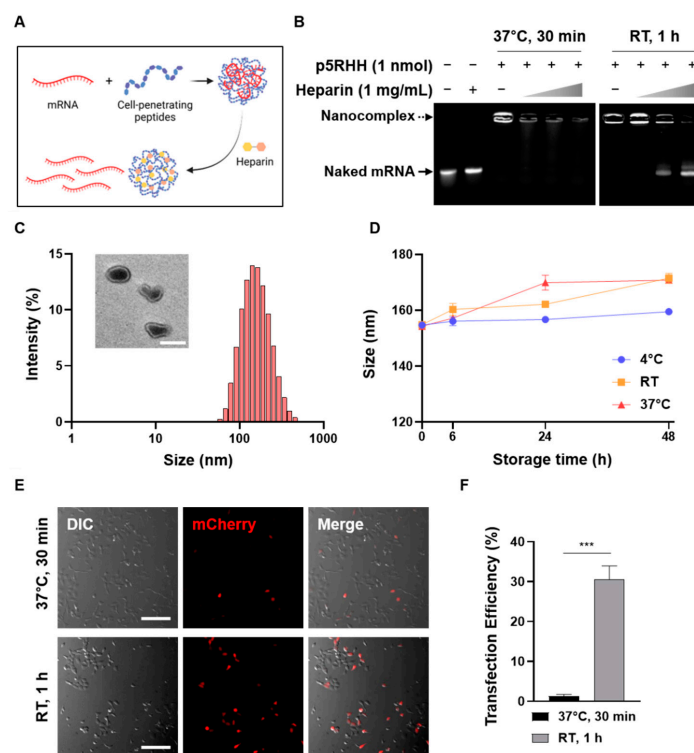 A
mRNA
+
Cell-penetrating
peptides
Heparin
B
37°C, 30 min
RT, 1 h
p5RHH (1 nmol) – – + + + + + + + +
Heparin (1 mg/mL) – + – –
Nanocomplex
Naked mRNA
C
Intensity (%)
15
10
5
0
1 10 100 1000
Size (nm)
D
Size (nm)
180
160
140
120
0 6 24 48
Storage time (h)
4°C
RT
37°C
E
DIC mCherry Merge
37°C, 30 min
RT, 1 h
F
Transfection Efficiency (%)
40
30
20
10
0
***
37°C, 30 min
RT, 1 h